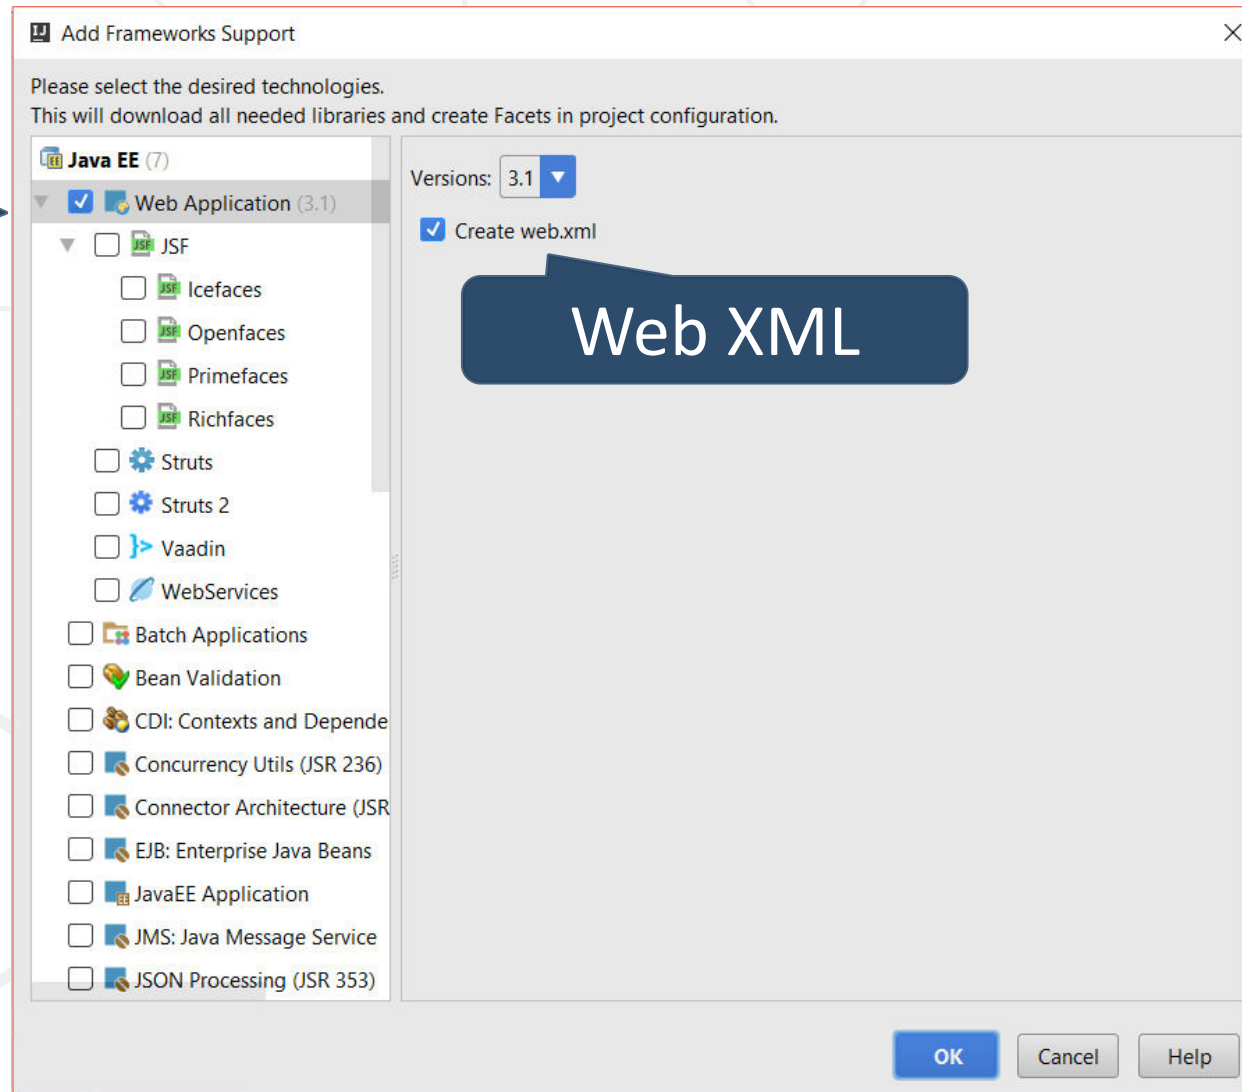 Add Frameworks Support
Please select the desired technologies.
This will download all needed libraries and create Facets in project configuration.
Java EE (7)
Web Application (3.1)
JSF
Icefaces
Openfaces
Primefaces
Richfaces
Struts
Struts 2
Vaadin
WebServices
Batch Applications
Bean Validation
CDI: Contexts and Depende
Concurrency Utils (JSR 236)
Connector Architecture (JSR
EJB: Enterprise Java Beans
JavaEE Application
JMS: Java Message Service
JSON Processing (JSR 353)
Versions: 3.1
Create web.xml
Web XML
OK Cancel Help